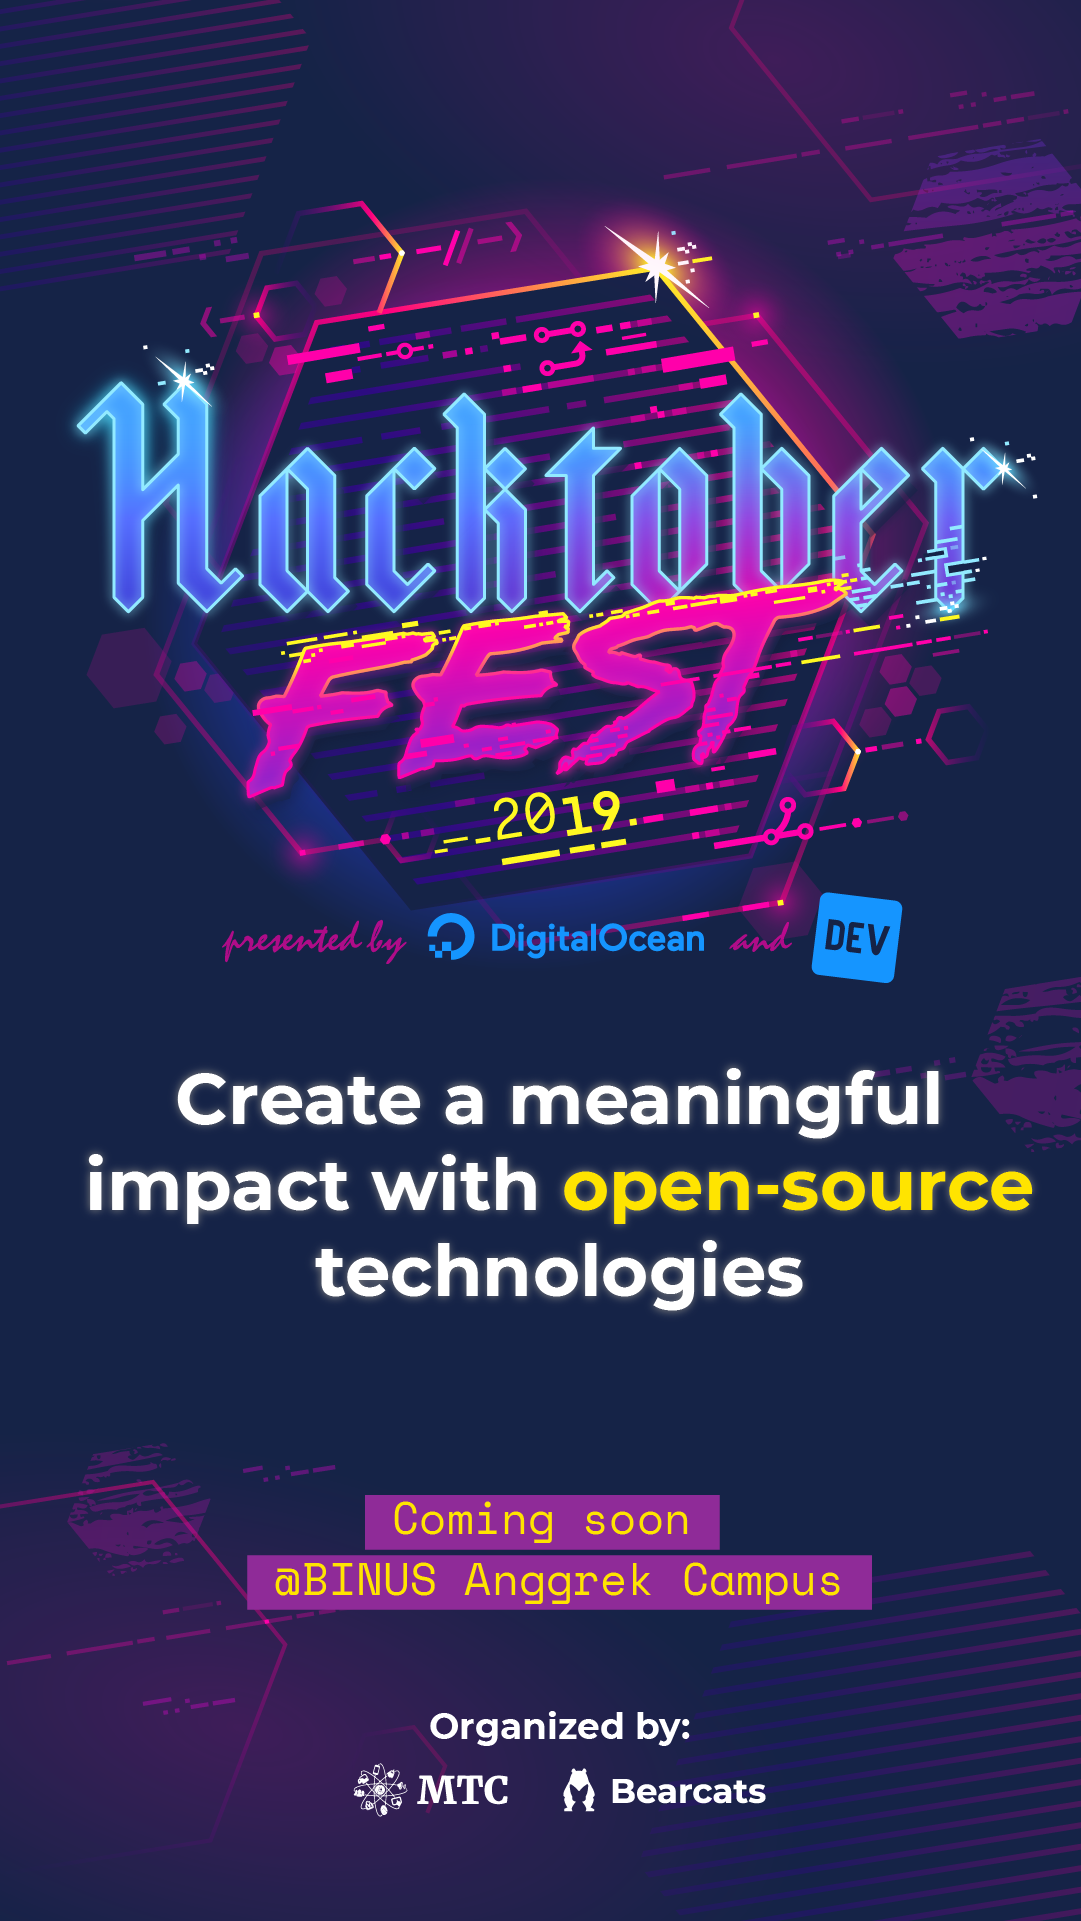 Hacktober
FEST
2019.
presented by DigitalOcean and DEV
Create a meaningful
impact with open-source
technologies
Coming soon
@BINUS Anggrek Campus
Organized by:
MTC Bearcats